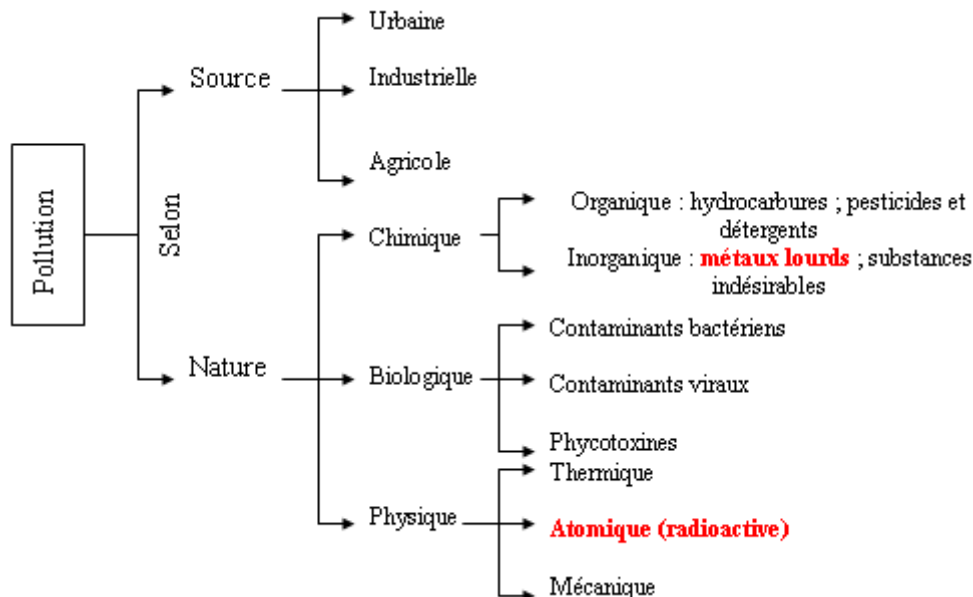 Pollution
Selon
Source
Urbaine
Industrielle
Agricole
Nature
Chimique
Organique : hydrocarbures ; pesticides et
détergents
Inorganique : métaux lourds ; substances
indésirables
Biologique
Contaminants bactériens
Contaminants viraux
Phycotoxines
Physique
Thermique
Atomique (radioactive)
Mécanique